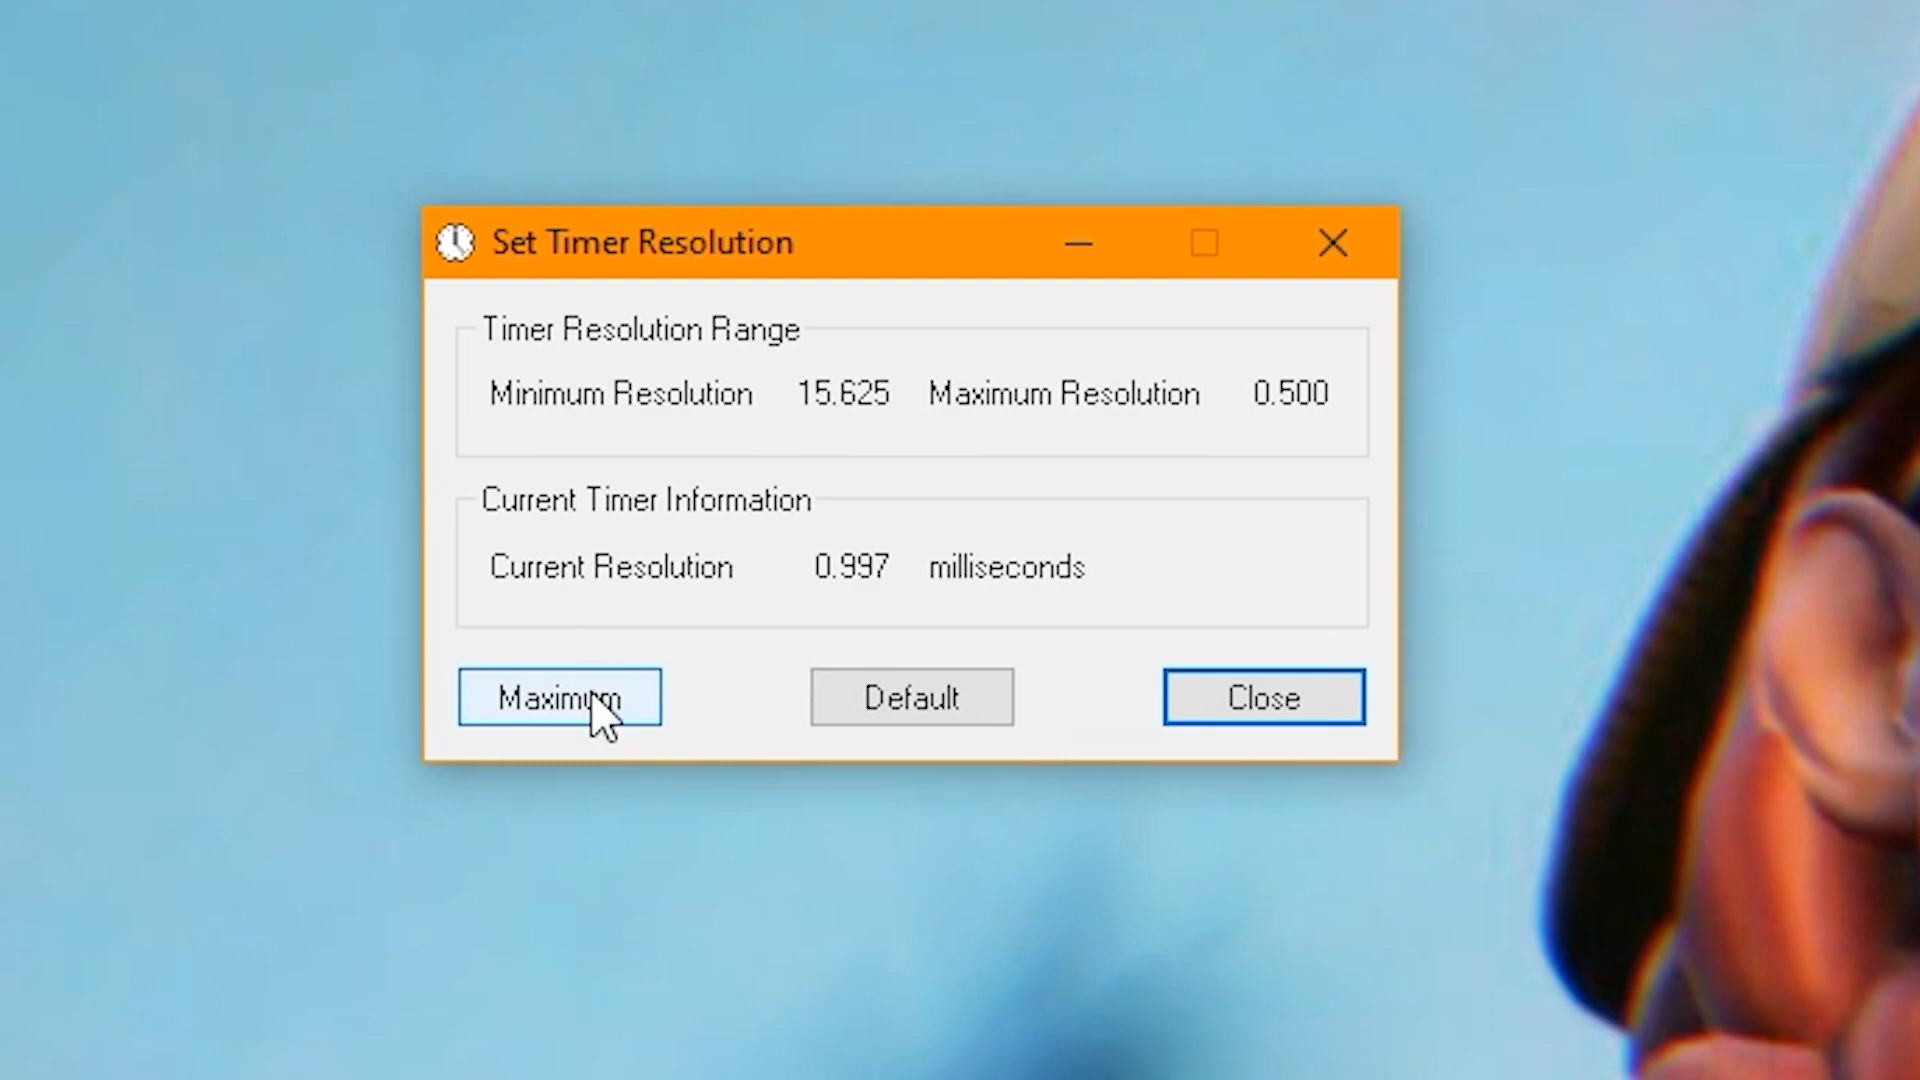 Set Timer Resolution
Timer Resolution Range
Minimum Resolution 15.625 Maximum Resolution 0.500
Current Timer Information
Current Resolution 0.997 milliseconds
Maximum Default Close